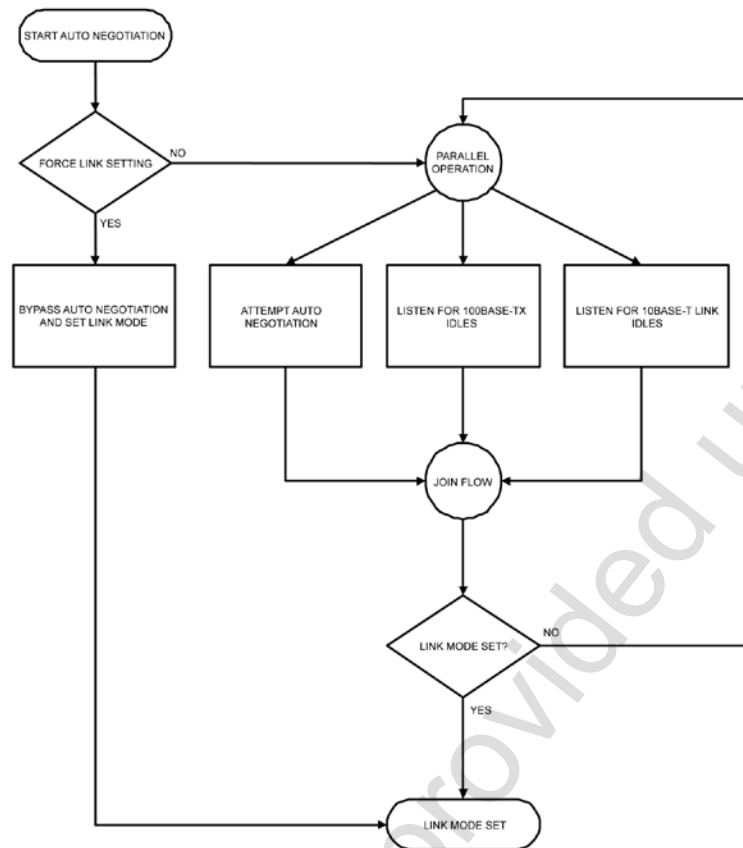 START AUTO NEGOTIATION
FORCE LINK SETTING
NO
PARALLEL
OPERATION
YES
BYPASS AUTO NEGOTIATION
AND SET LINK MODE
ATTEMPT AUTO
NEGOTIATION
LISTEN FOR 100BASE-TX
IDLES
LISTEN FOR 10BASE-T LINK
IDLES
JOIN FLOW
LINK MODE SET?
NO
YES
LINK MODE SET
provided